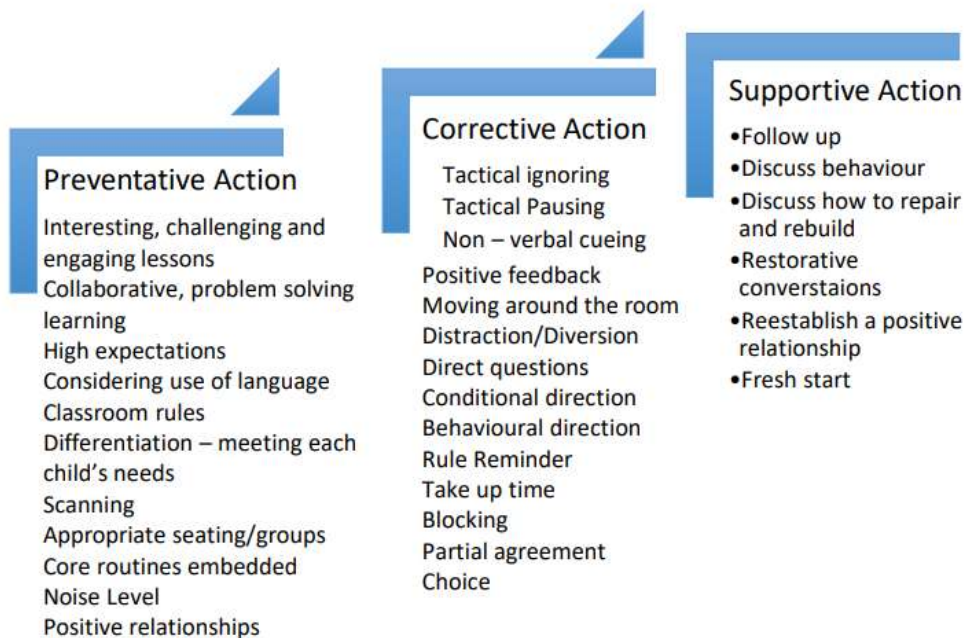 Preventative Action
Interesting, challenging and
engaging lessons
Collaborative, problem solving
learning
High expectations
Considering use of language
Classroom rules
Differentiation – meeting each
child's needs
Scanning
Appropriate seating/groups
Core routines embedded
Noise Level
Positive relationships
Corrective Action
Tactical ignoring
Tactical Pausing
Non – verbal cueing
Positive feedback
Moving around the room
Distraction/Diversion
Direct questions
Conditional direction
Behavioural direction
Rule Reminder
Take up time
Blocking
Partial agreement
Choice
Supportive Action
•Follow up
•Discuss behaviour
•Discuss how to repair
and rebuild
•Restorative
converstaions
•Reestablish a positive
relationship
•Fresh start